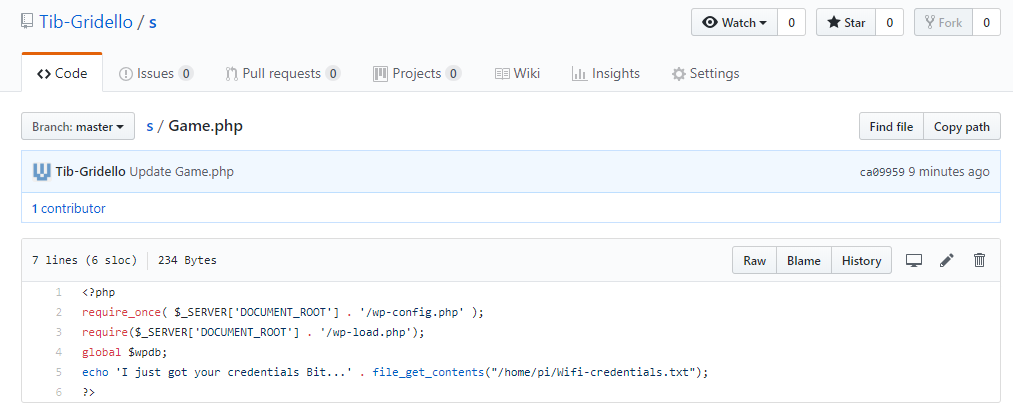 Tib-Gridello / s
Watch 0 Star 0 Fork 0
Code Issues 0 Pull requests 0 Projects 0 Wiki Insights Settings
Branch: master s / Game.php Find file Copy path
Tib-Gridello Update Game.php ca09959 9 minutes ago
1 contributor
7 lines (6 sloc) 234 Bytes Raw Blame History
1 <?php
2 require_once( $_SERVER['DOCUMENT_ROOT'] . '/wp-config.php' );
3 require($_SERVER['DOCUMENT_ROOT'] . '/wp-load.php');
4 global $wpdb;
5 echo 'I just got your credentials Bit...' . file_get_contents("/home/pi/Wifi-credentials.txt");
6 ?>